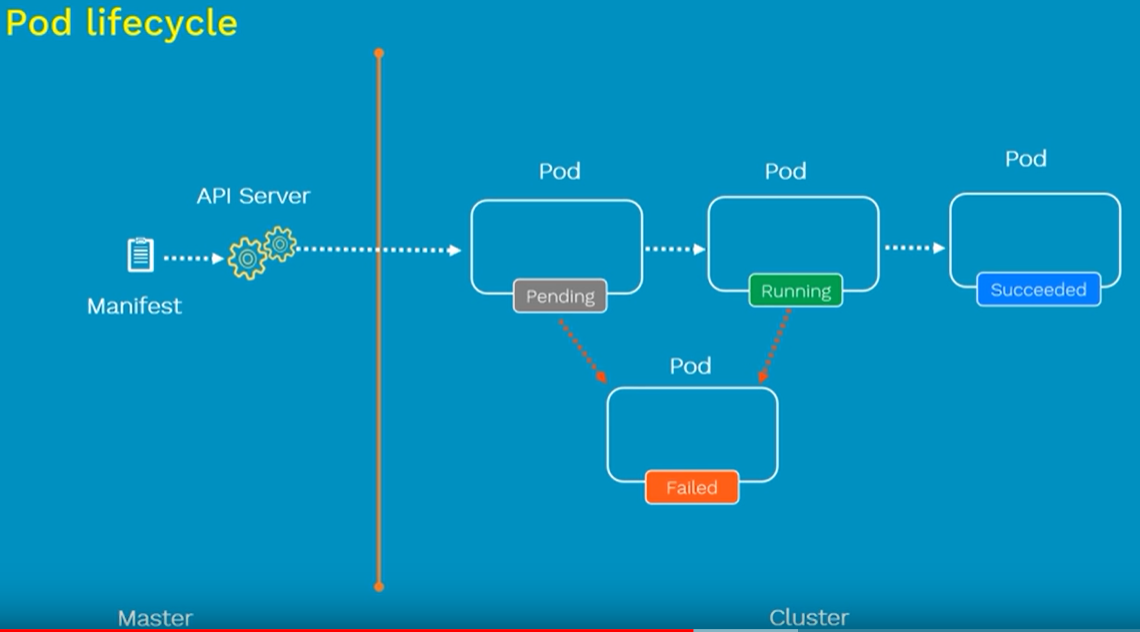 Pod lifecycle
Pod
Pod
Pod
API Server
Manifest
Pending
Running
Succeeded
Pod
Failed
Master
Cluster